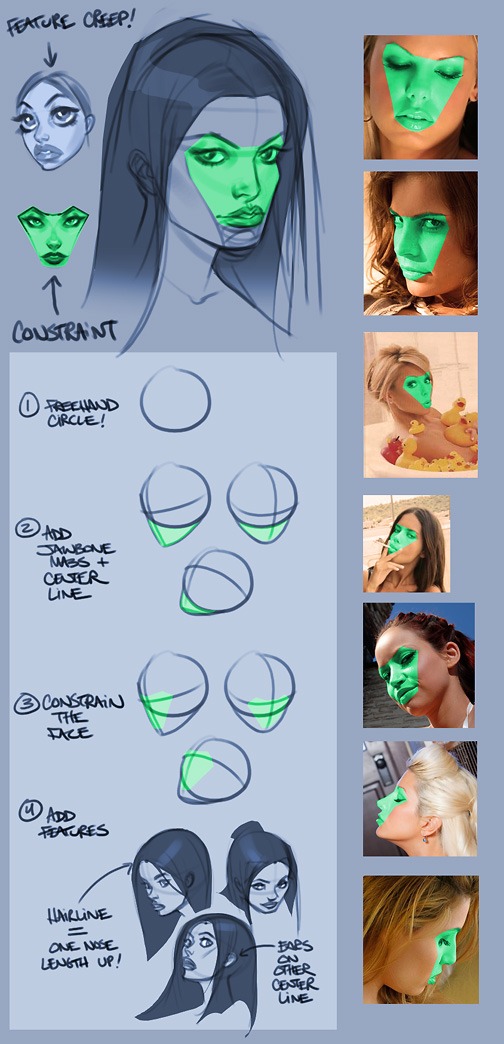 FEATURE CREEP!
CONSTRAINT
1 FREEHAND
CIRCLE!
2 ADD
JAWBONE
MASS +
CENTER
LINE
3 CONSTRAIN
THE
FACE
4 ADD
FEATURES
HAIRLINE
=
ONE NOSE
LENGTH UP!
EARS
ON
OTHER
CENTER
LINE